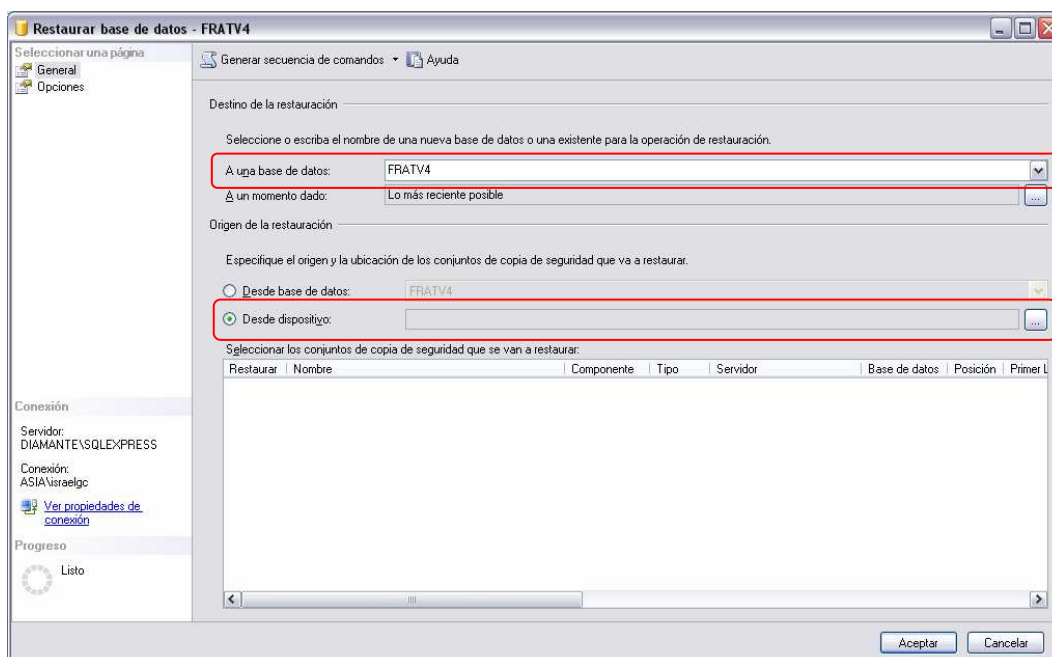 Restaurar base de datos - FRATV4
Seleccionar una página
General
Opciones
Generar secuencia de comandos
Ayuda
Destino de la restauración
Seleccione o escriba el nombre de una nueva base de datos o una existente para la operación de restauración.
A una base de datos: FRATV4
A un momento dado: Lo más reciente posible ...
Origen de la restauración
Especifique el origen y la ubicación de los conjuntos de copia de seguridad que va a restaurar.
Desde base de datos: FRATV4
Desde dispositivo: ...
Seleccionar los conjuntos de copia de seguridad que se van a restaurar:
Restaurar Nombre Componente Tipo Servidor Base de datos Posición Primer L
Conexión
Servidor:
DIAMANTE\SQLEXPRESS
Conexión:
ASIA\israelgc
Ver propiedades de
conexión
Progreso
Listo
Aceptar Cancelar